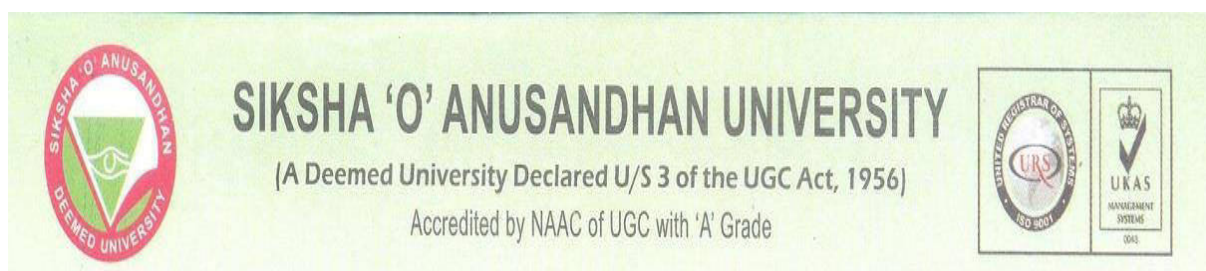 SIKSHA 'O' ANUSANDHAN
DEEMED UNIVERSITY
SIKSHA ‘O’ ANUSANDHAN UNIVERSITY
(A Deemed University Declared U/S 3 of the UGC Act, 1956)
Accredited by NAAC of UGC with ‘A’ Grade
UNITED REGISTRAR OF SYSTEMS
URS
ISO 9001
UKAS
MANAGEMENT
SYSTEMS
0043